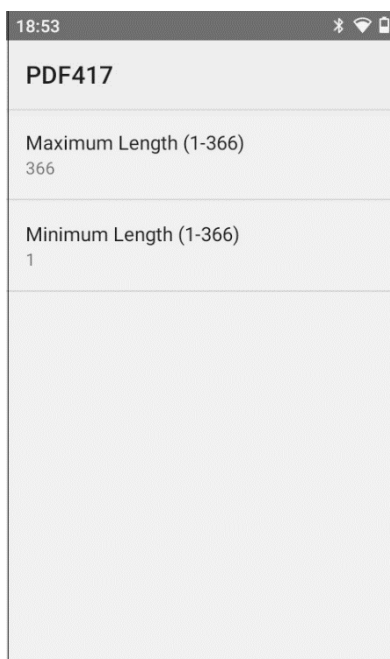 18:53
PDF417
Maximum Length (1-366)
366
Minimum Length (1-366)
1